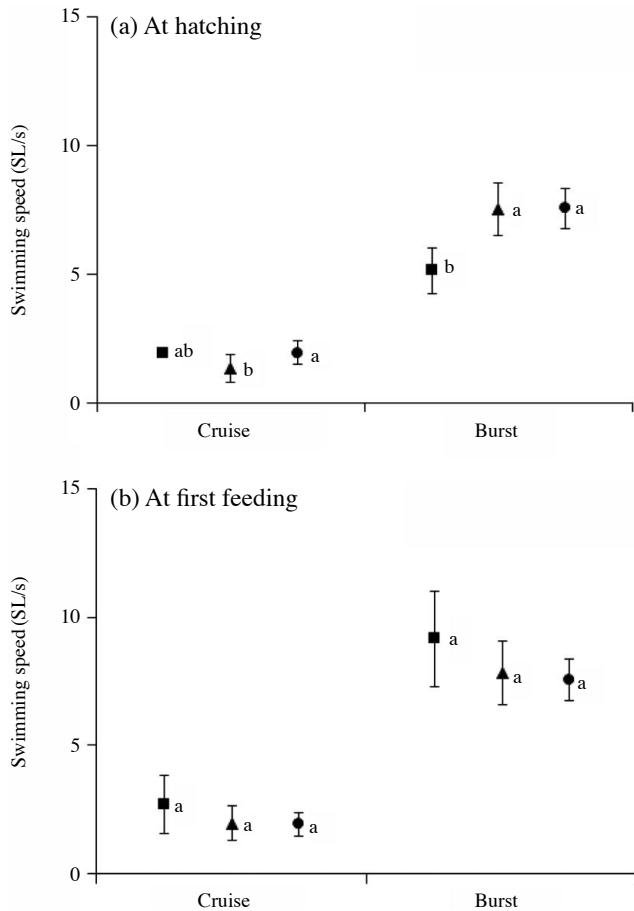 (a) At hatching
Swimming speed (SL/s)
15
10
5
0
ab
b
a
b
a
a
Cruise
Burst
(b) At first feeding
Swimming speed (SL/s)
15
10
5
0
a
a
a
a
a
a
Cruise
Burst